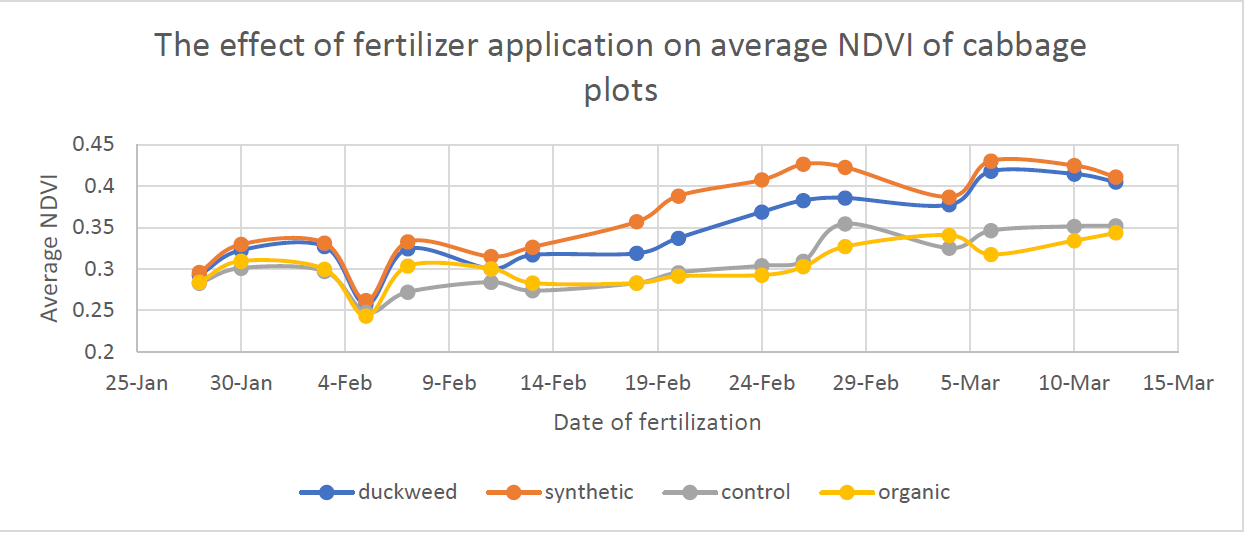 The effect of fertilizer application on average NDVI of cabbage
plots
Average NDVI
0.45
0.4
0.35
0.3
0.25
0.2
25-Jan 30-Jan 4-Feb 9-Feb 14-Feb 19-Feb 24-Feb 29-Feb 5-Mar 10-Mar 15-Mar
Date of fertilization
duckweed synthetic control organic